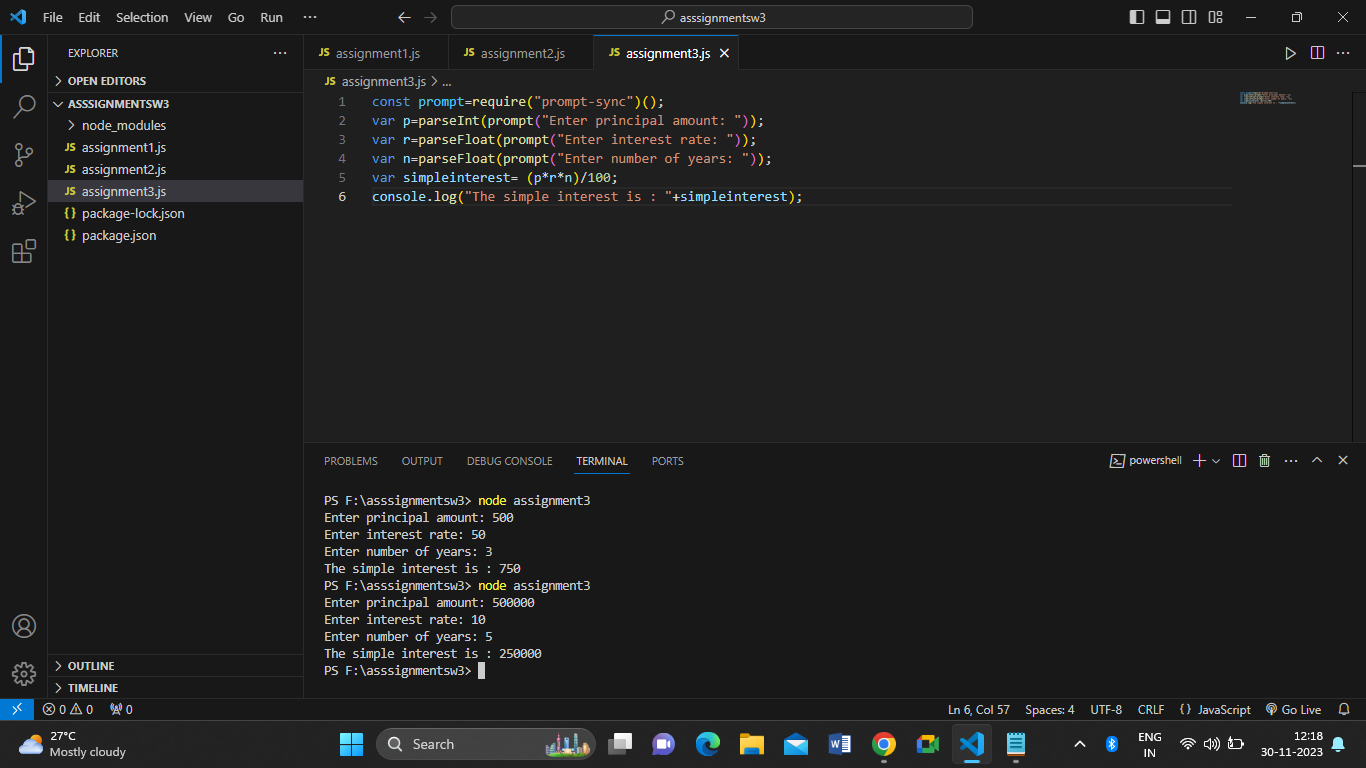 File Edit Selection View Go Run ···
asssignmentsw3
EXPLORER
OPEN EDITORS
ASSSIGNMENTSW3
node_modules
JS assignment1.js
JS assignment2.js
JS assignment3.js
{} package-lock.json
{} package.json
OUTLINE
TIMELINE
JS assignment1.js JS assignment2.js JS assignment3.js
JS assignment3.js > ...
1 const prompt=require("prompt-sync")();
2 var p=parseInt(prompt("Enter principal amount: "));
3 var r=parseFloat(prompt("Enter interest rate: "));
4 var n=parseFloat(prompt("Enter number of years: "));
5 var simpleinterest= (p*r*n)/100;
6 console.log("The simple interest is : "+simpleinterest);
PROBLEMS OUTPUT DEBUG CONSOLE TERMINAL PORTS
powershell
PS F:\asssignmentsw3> node assignment3
Enter principal amount: 500
Enter interest rate: 50
Enter number of years: 3
The simple interest is : 750
PS F:\asssignmentsw3> node assignment3
Enter principal amount: 500000
Enter interest rate: 10
Enter number of years: 5
The simple interest is : 250000
PS F:\asssignmentsw3>
0 0 0 Ln 6, Col 57 Spaces: 4 UTF-8 CRLF {} JavaScript Go Live
27°C
Mostly cloudy
Search
ENG
IN
12:18
30-11-2023